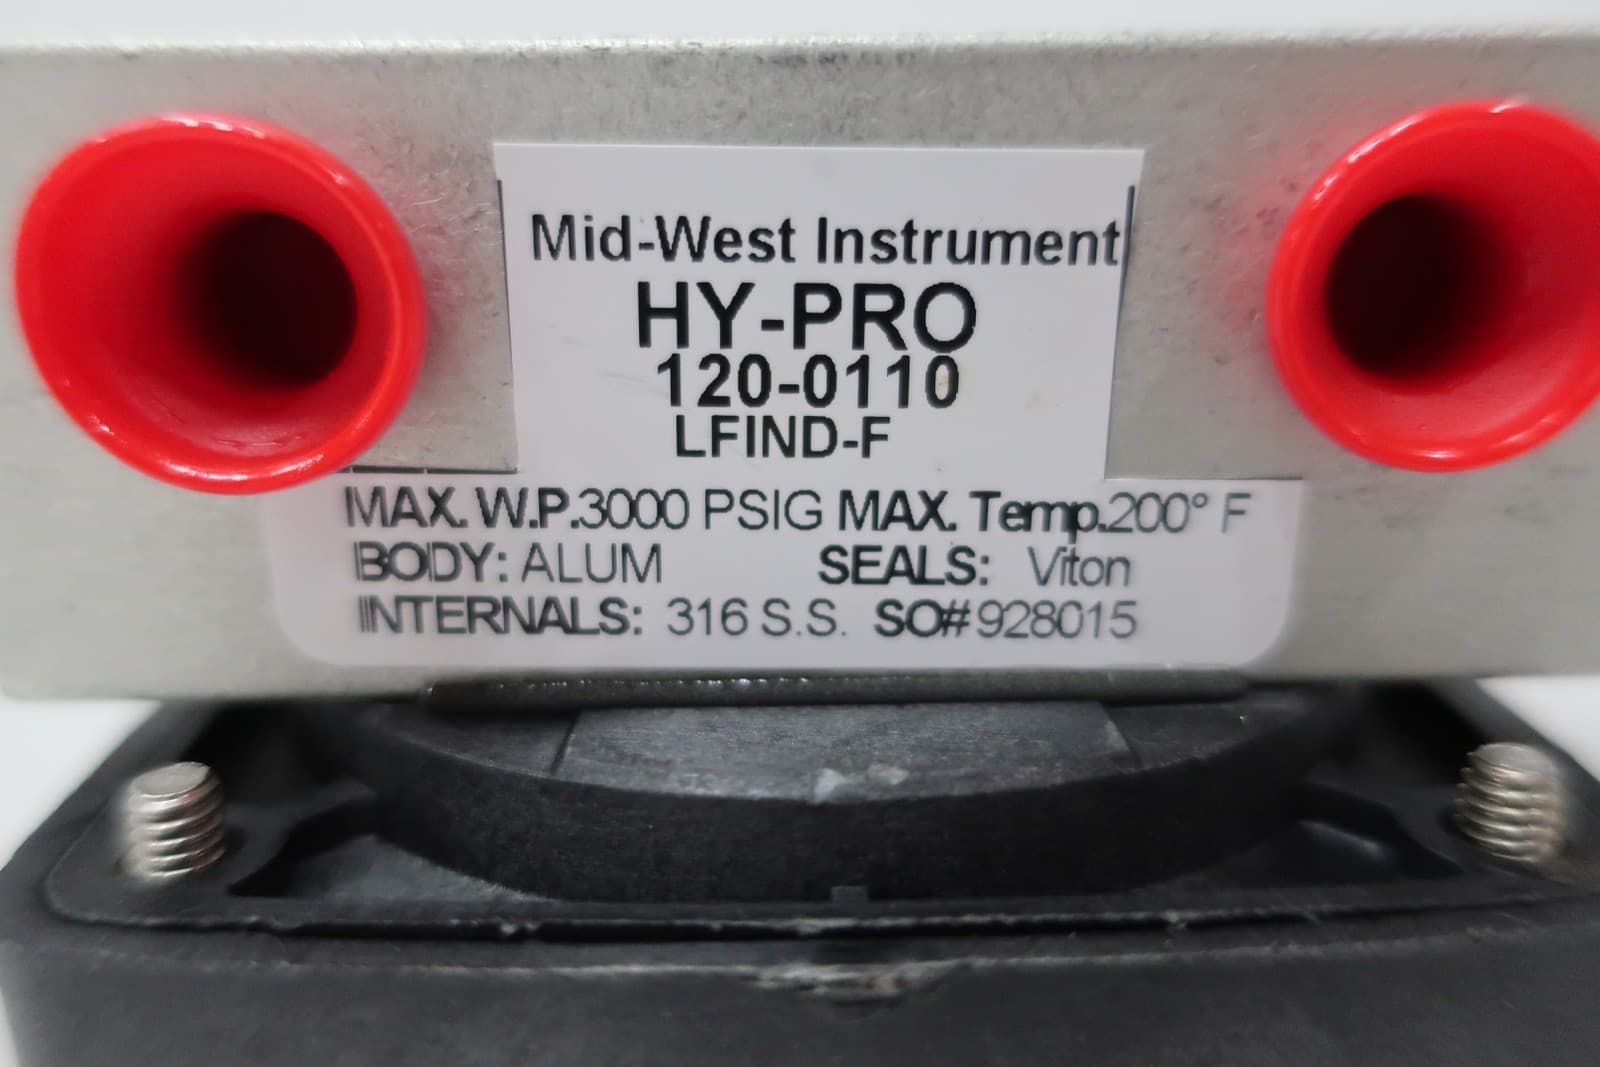 Mid-West Instrument
HY-PRO
120-0110
LFIND-F
MAX. W.P.3000 PSIG MAX. Temp.200° F
BODY: ALUM SEALS: Viton
INTERNALS: 316 S.S. SO#928015